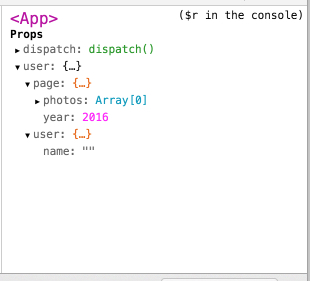 <App> ($r in the console)
Props
▶ dispatch: dispatch()
▼ user: {…}
▼ page: {…}
▶ photos: Array[0]
year: 2016
▼ user: {…}
name: ""